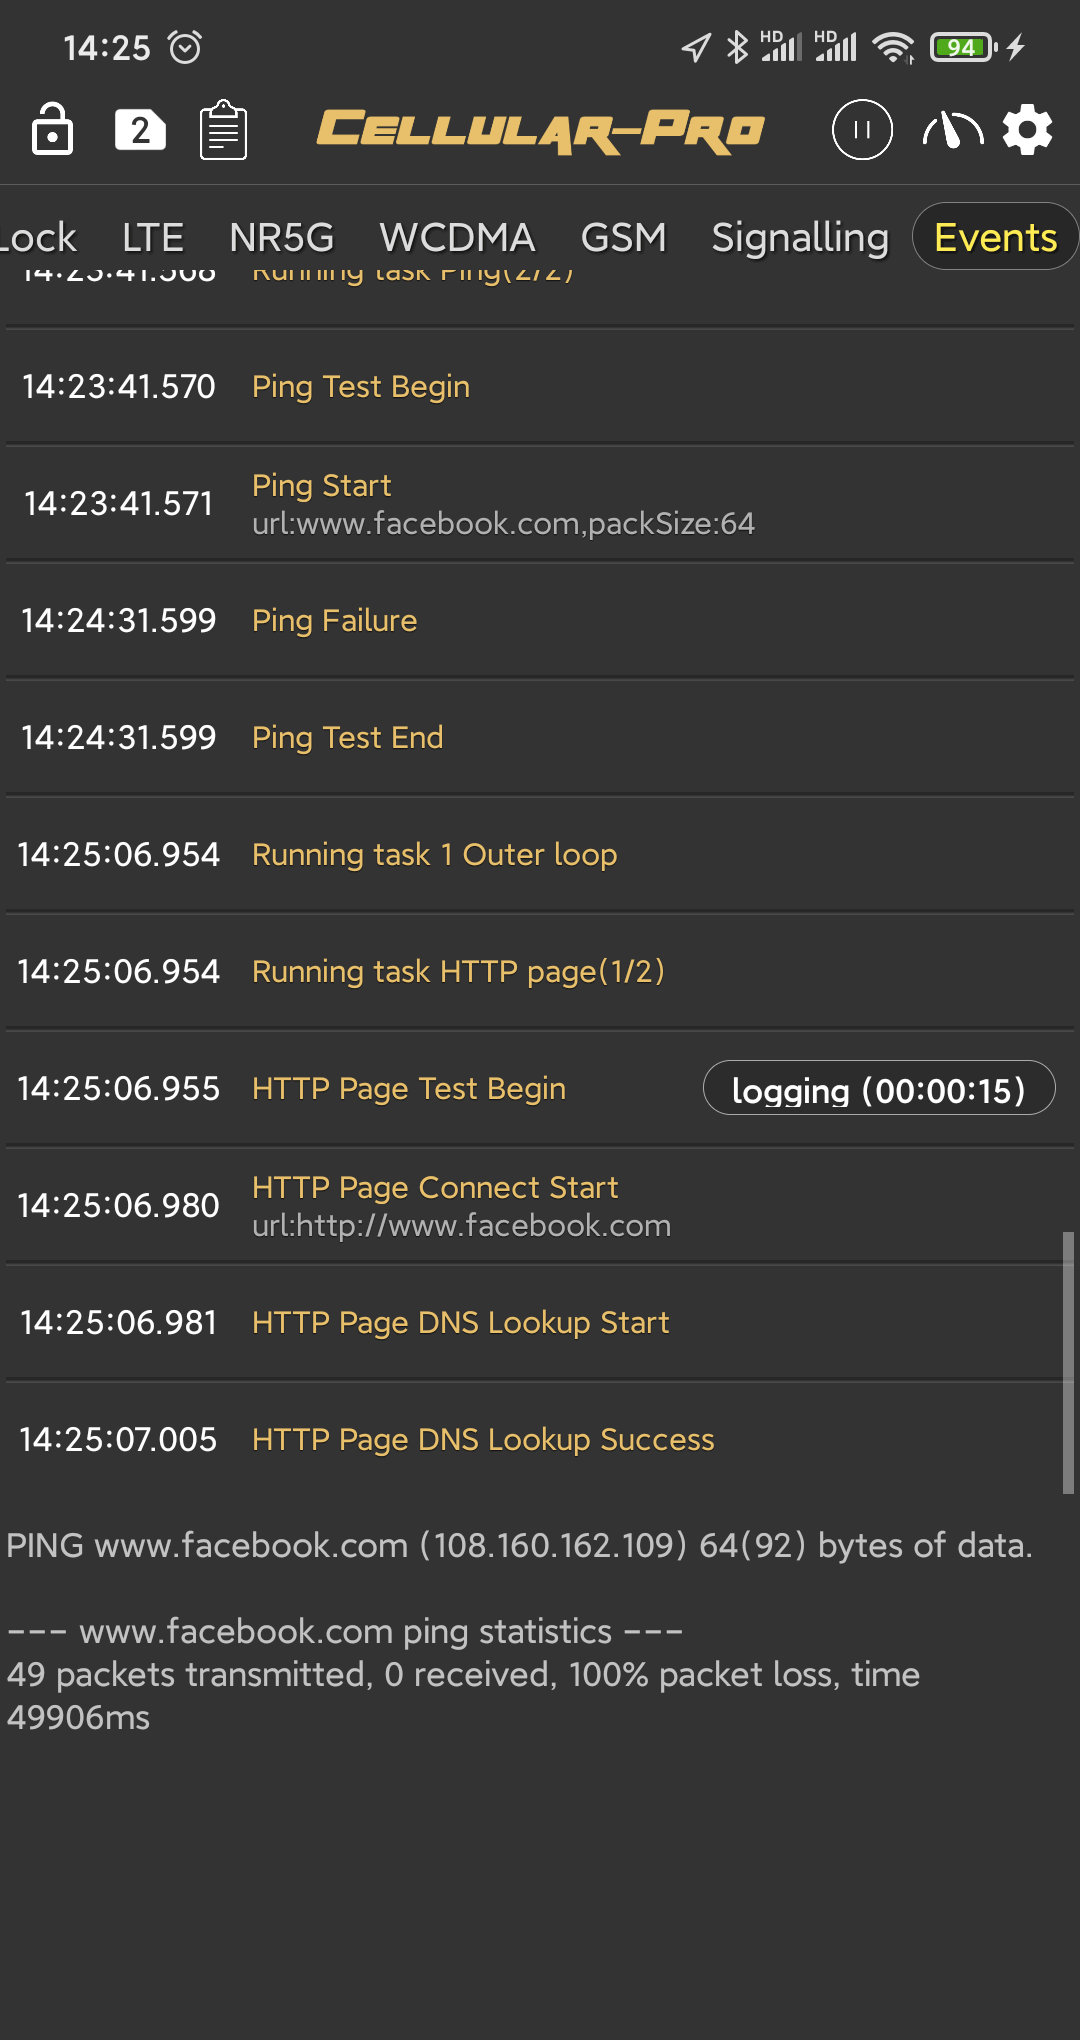 14:25
HD HD 94
2 CELLULAR-PRO
Lock LTE NR5G WCDMA GSM Signalling Events
14:23:41.568 Running task Ping(2/2)
14:23:41.570 Ping Test Begin
14:23:41.571 Ping Start
url:www.facebook.com,packSize:64
14:24:31.599 Ping Failure
14:24:31.599 Ping Test End
14:25:06.954 Running task 1 Outer loop
14:25:06.954 Running task HTTP page(1/2)
14:25:06.955 HTTP Page Test Begin
logging (00:00:15)
14:25:06.980 HTTP Page Connect Start
url:http://www.facebook.com
14:25:06.981 HTTP Page DNS Lookup Start
14:25:07.005 HTTP Page DNS Lookup Success
PING www.facebook.com (108.160.162.109) 64(92) bytes of data.
--- www.facebook.com ping statistics ---
49 packets transmitted, 0 received, 100% packet loss, time
49906ms